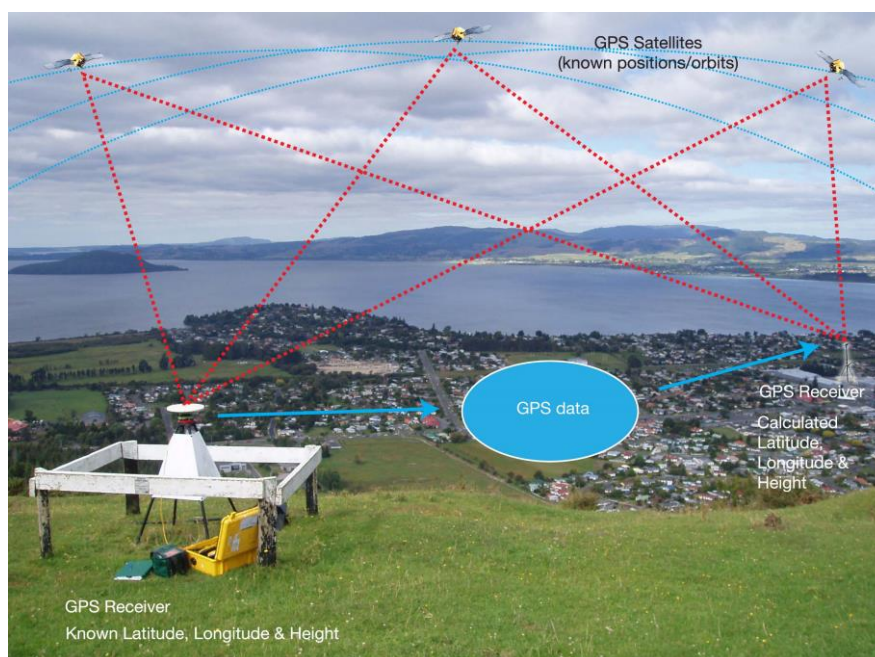 GPS Satellites
(known positions/orbits)
GPS data
GPS Receiver
Calculated
Latitude,
Longitude &
Height
GPS Receiver
Known Latitude, Longitude & Height